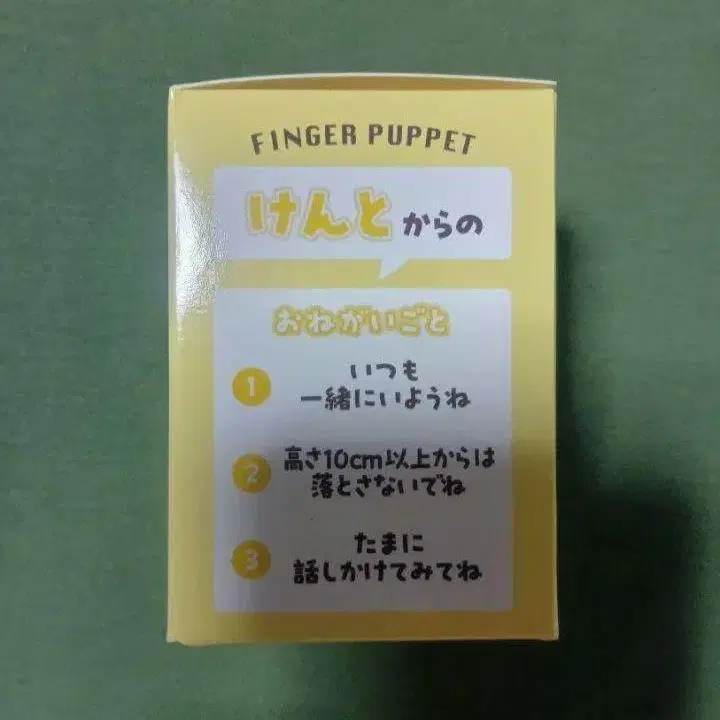 FINGER PUPPET
けんとからの
おねがいごと
1 いつも
一緒にいようね
2 高さ10cm以上からは
落とさないでね
3 たまに
話しかけてみてね